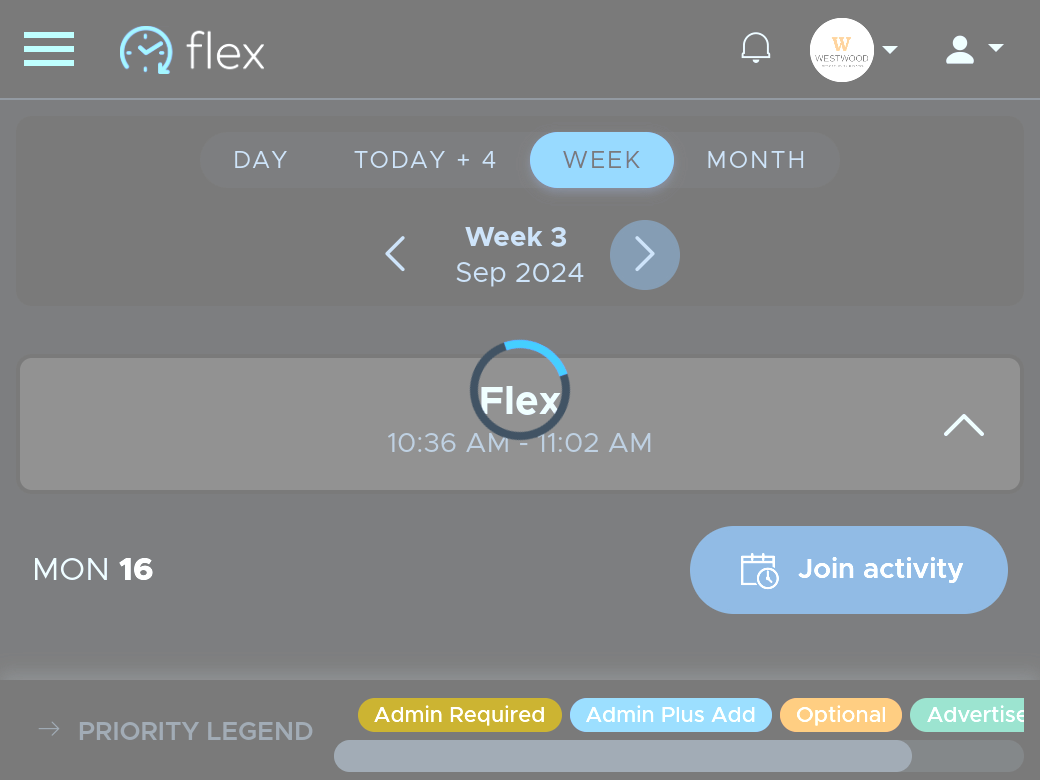 flex
W
WESTWOOD
DAY TODAY + 4 WEEK MONTH
Week 3
Sep 2024
Flex
10:36 AM - 11:02 AM
MON 16
Join activity
PRIORITY LEGEND
Admin Required Admin Plus Add Optional Advertise